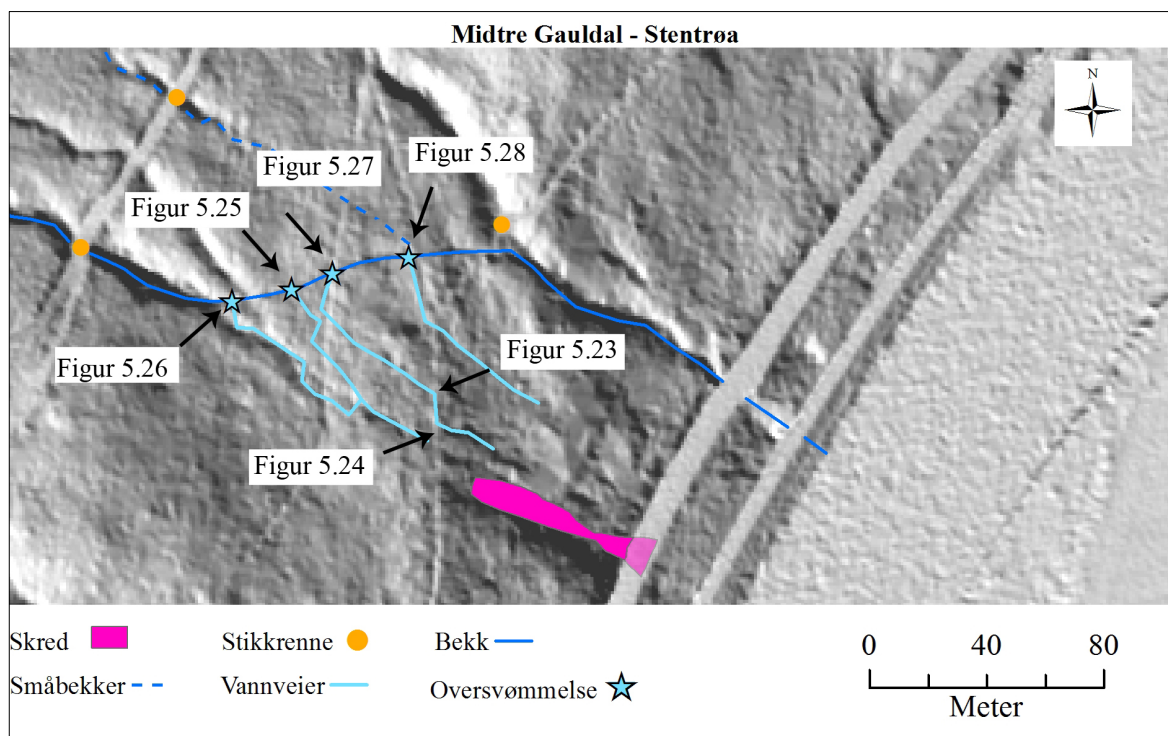 Midtre Gauldal - Stentrøa
N
Figur 5.28
Figur 5.27
Figur 5.25
Figur 5.23
Figur 5.26
Figur 5.24
Skred
Stikkrenne
Bekk
Småbekker
Vannveier
Oversvømmelse
0 40 80
Meter